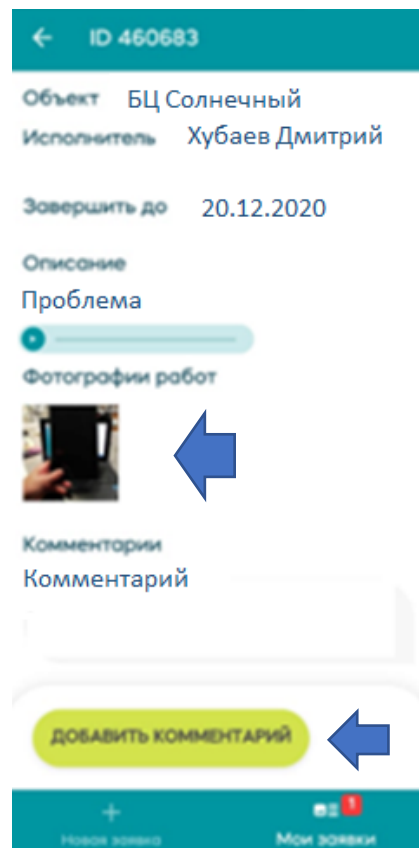 ← ID 460683
Объект БЦ Солнечный
Исполнитель Хубаев Дмитрий
Завершить до 20.12.2020
Описание
Проблема
Фотографии работ
Комментарии
Комментарий
ДОБАВИТЬ КОММЕНТАРИЙ
1
Новая заявка Мои заявки